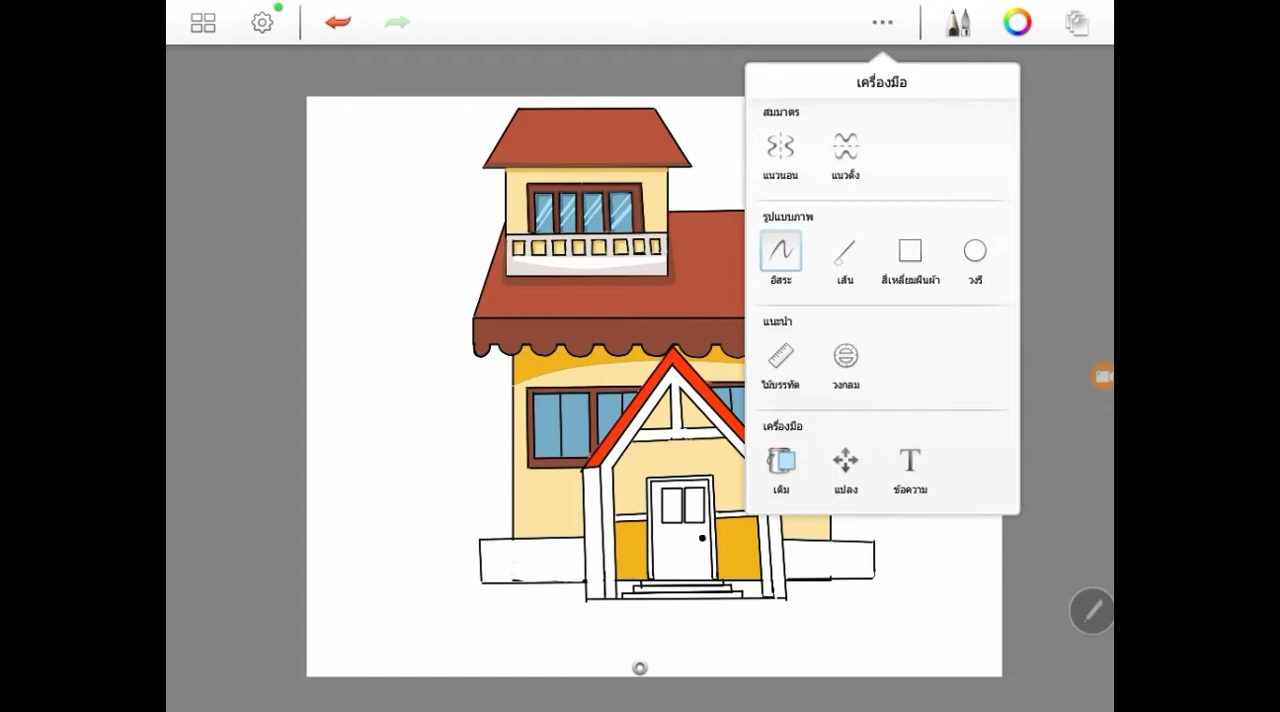 เครื่องมือ
สมมาตร
แนวนอน แนวตั้ง
รูปแบบภาพ
อิสระ เส้น สี่เหลี่ยมผืนผ้า วงรี
แนะนำ
ไม้บรรทัด วงกลม
เครื่องมือ
T
เติม แปลง ข้อความ